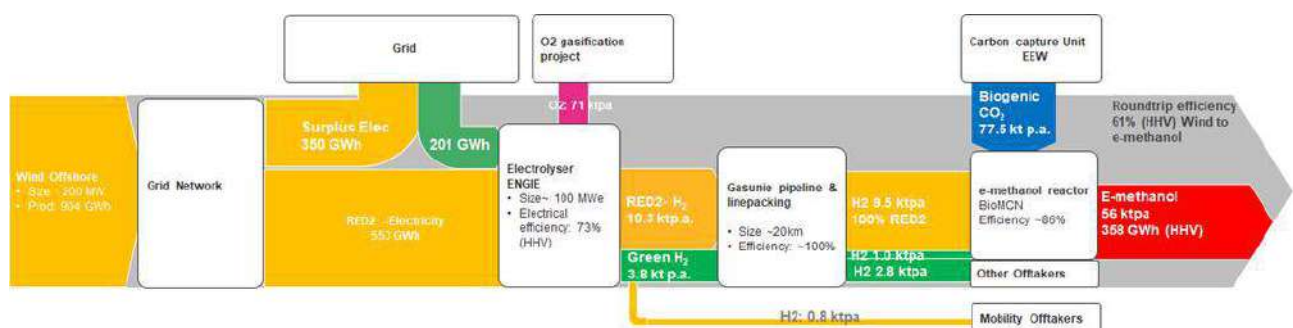 Grid
O2 gasification
project
Carbon capture Unit
EEW
O2 71 ktpa
Biogenic
CO₂
77.5 kt p.a.
Roundtrip efficiency
61% (HHV) Wind to
e-methanol
Surplus Elec
350 GWh
201 GWh
Wind Offshore
• Size ~ 200 MW
• Prod: 904 GWh
Grid Network
Electrolyser
ENGIE
• Size~ 100 MWe
• Electrical
efficiency: 73%
(HHV)
RED2 -Electricity
553 GWh
RED2- H₂
10.3 kt p.a.
Green H₂
3.8 kt p.a.
Gasunie pipeline &
linepacking
• Size ~20km
• Efficiency: ~100%
H2 9.5 ktpa
100% RED2
H2 1.0 ktpa
H2 2.8 ktpa
e-methanol reactor
BioMCN
Efficiency ~86%
E-methanol
56 ktpa
358 GWh (HHV)
Other Offtakers
H2: 0.8 ktpa
Mobility Offtakers